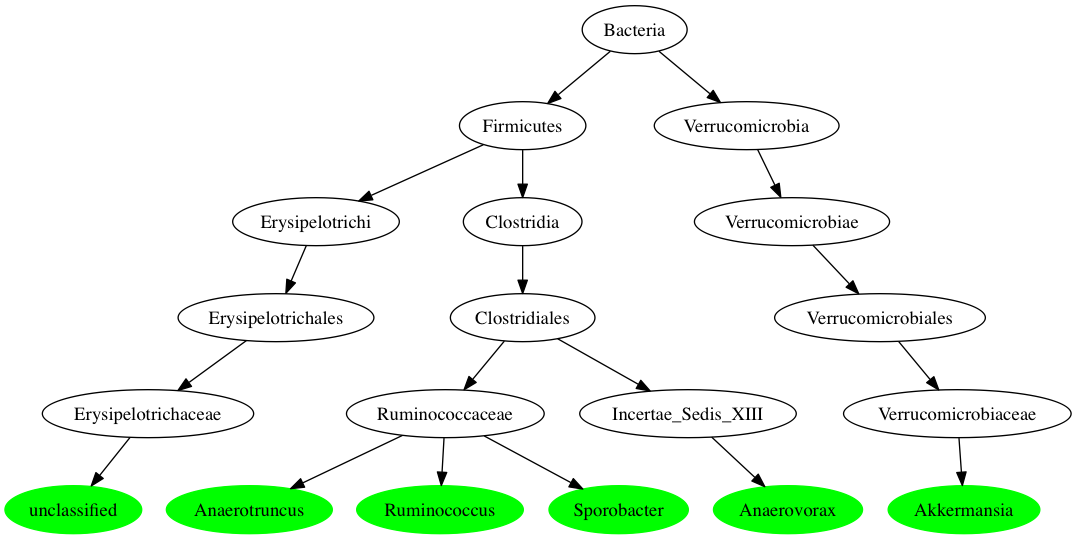 Bacteria
Firmicutes
Verrucomicrobia
Erysipelotrichi
Clostridia
Verrucomicrobiae
Erysipelotrichales
Clostridiales
Verrucomicrobiales
Erysipelotrichaceae
Ruminococcaceae
Incertae_Sedis_XIII
Verrucomicrobiaceae
unclassified
Anaerotruncus
Ruminococcus
Sporobacter
Anaerovorax
Akkermansia